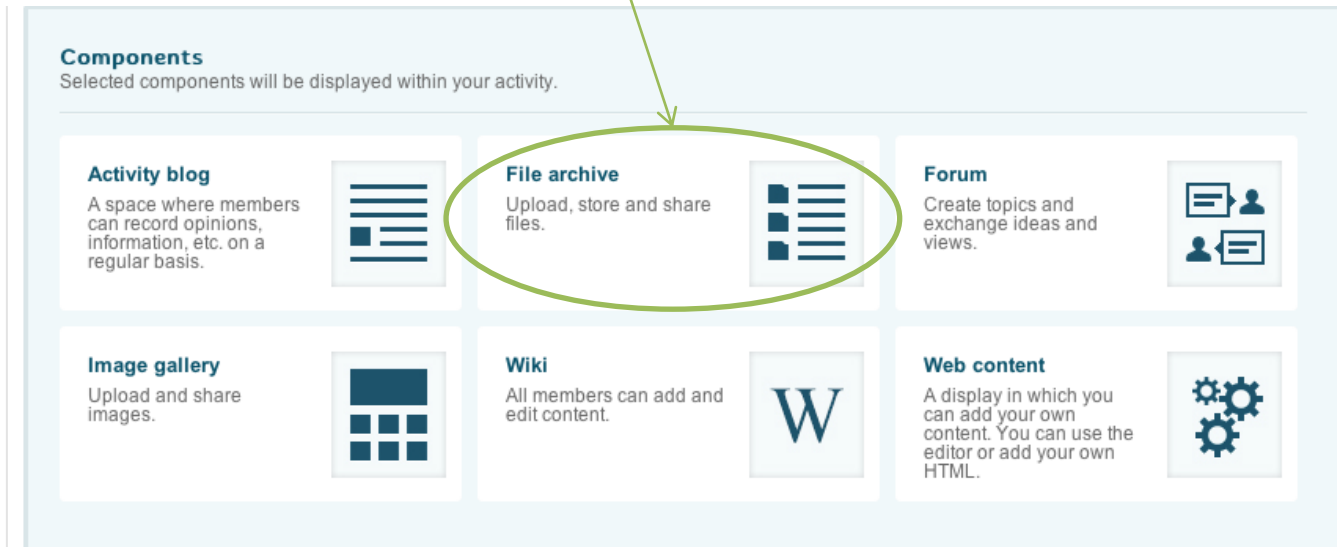 Components
Selected components will be displayed within your activity.
Activity blog
A space where members
can record opinions,
information, etc. on a
regular basis.
File archive
Upload, store and share
files.
Forum
Create topics and
exchange ideas and
views.
Image gallery
Upload and share
images.
Wiki
All members can add and
edit content.
W
Web content
A display in which you
can add your own
content. You can use the
editor or add your own
HTML.